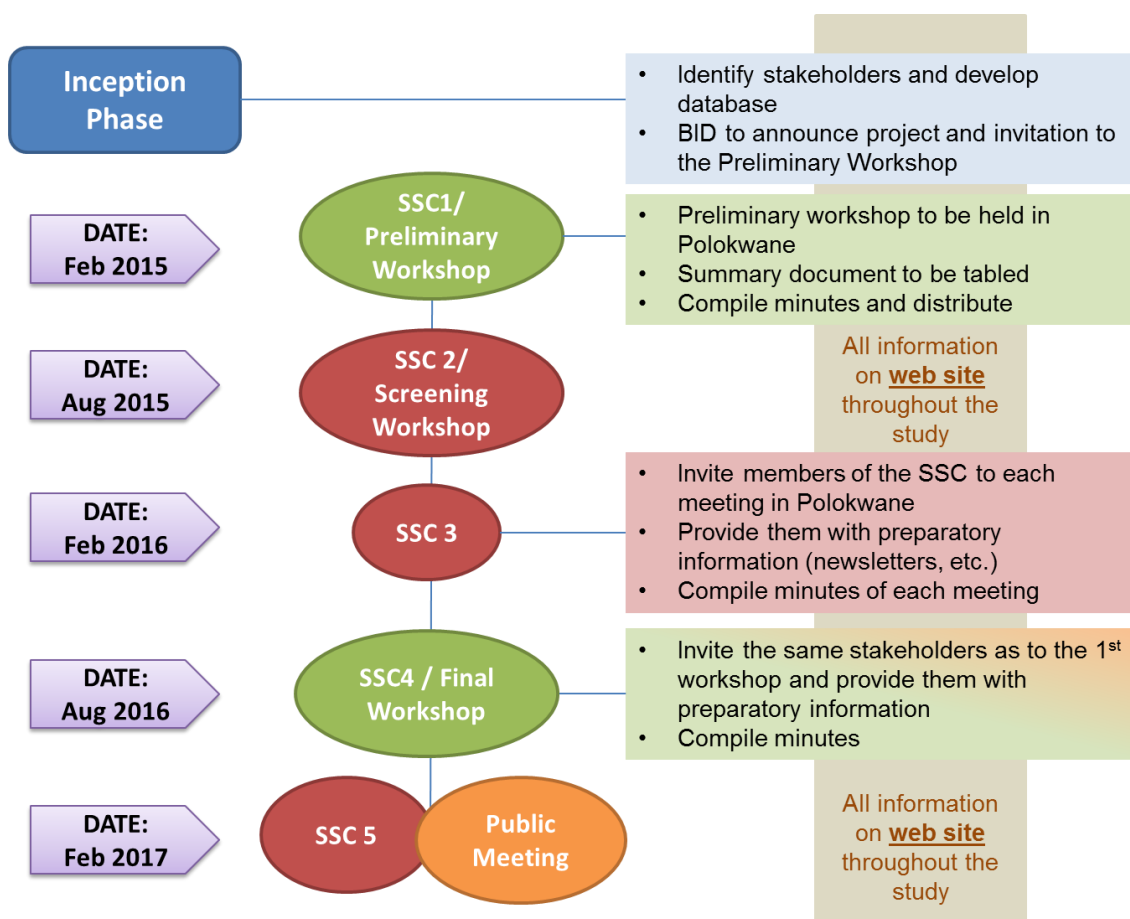 Inception
Phase
• Identify stakeholders and develop
database
• BID to announce project and invitation to
the Preliminary Workshop
DATE:
Feb 2015
SSC1/
Preliminary
Workshop
• Preliminary workshop to be held in
Polokwane
• Summary document to be tabled
• Compile minutes and distribute
DATE:
Aug 2015
SSC 2/
Screening
Workshop
All information
on web site
throughout the
study
DATE:
Feb 2016
SSC 3
• Invite members of the SSC to each
meeting in Polokwane
• Provide them with preparatory
information (newsletters, etc.)
• Compile minutes of each meeting
DATE:
Aug 2016
SSC4 / Final
Workshop
• Invite the same stakeholders as to the 1st
workshop and provide them with
preparatory information
• Compile minutes
DATE:
Feb 2017
SSC 5
Public
Meeting
All information
on web site
throughout the
study